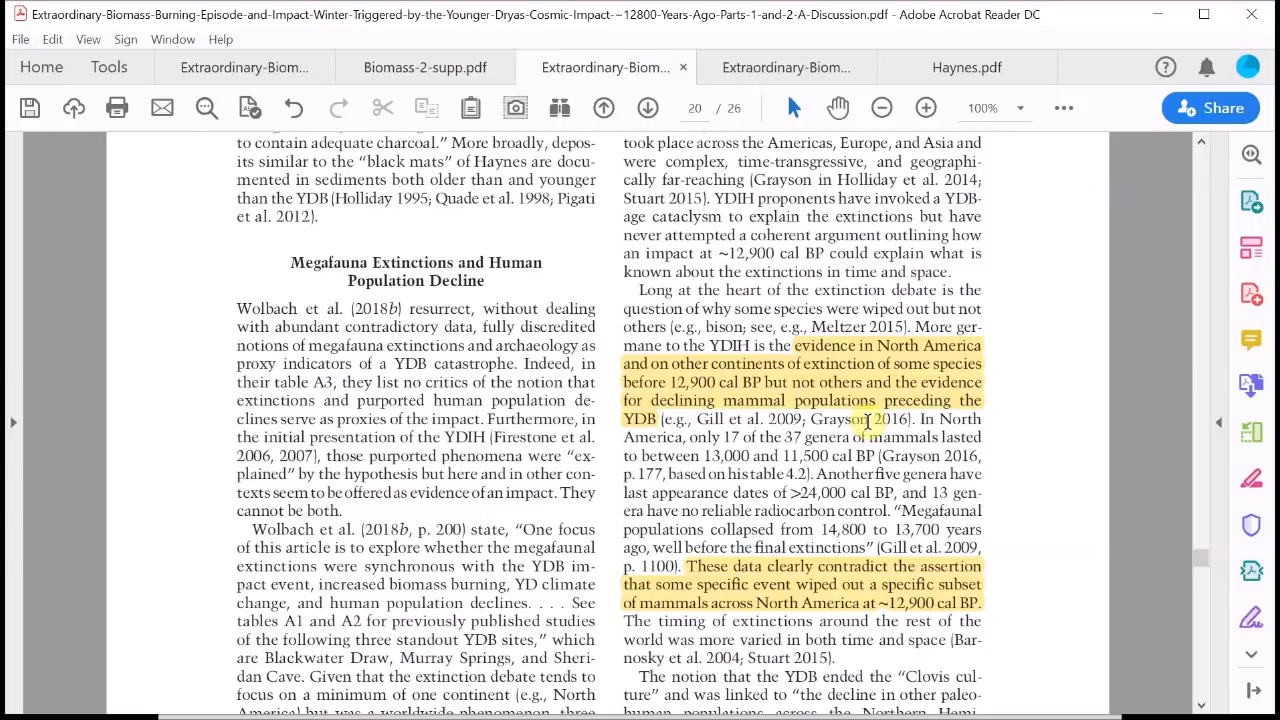 Extraordinary-Biomass-Burning-Episode-and-Impact-Winter-Triggered-by-the-Younger-Dryas-Cosmic-Impact-~12800-Years-Ago-Parts-1-and-2-A-Discussion.pdf - Adobe Acrobat Reader DC
File Edit View Sign Window Help
Home Tools Extraordinary-Biom... Biomass-2-supp.pdf Extraordinary-Biom... × Extraordinary-Biom... Haynes.pdf
20 / 26 100% Share
to contain adequate charcoal.” More broadly, depos-
its similar to the “black mats” of Haynes are docu-
mented in sediments both older than and younger
than the YDB (Holliday 1995; Quade et al. 1998; Pigati
et al. 2012).
Megafauna Extinctions and Human
Population Decline
Wolbach et al. (2018b) resurrect, without dealing
with abundant contradictory data, fully discredited
notions of megafauna extinctions and archaeology as
proxy indicators of a YDB catastrophe. Indeed, in
their table A3, they list no critics of the notion that
extinctions and purported human population de-
clines serve as proxies of the impact. Furthermore, in
the initial presentation of the YDIH (Firestone et al.
2006, 2007), those purported phenomena were “ex-
plained” by the hypothesis but here and in other con-
texts seem to be offered as evidence of an impact. They
cannot be both.
Wolbach et al. (2018b, p. 200) state, “One focus
of this article is to explore whether the megafaunal
extinctions were synchronous with the YDB im-
pact event, increased biomass burning, YD climate
change, and human population declines. . . . See
tables A1 and A2 for previously published studies
of the following three standout YDB sites,” which
are Blackwater Draw, Murray Springs, and Sheri-
dan Cave. Given that the extinction debate tends to
focus on a minimum of one continent (e.g., North
America) but was a worldwide phenomenon, three
took place across the Americas, Europe, and Asia and
were complex, time-transgressive, and geographi-
cally far-reaching (Grayson in Holliday et al. 2014;
Stuart 2015). YDIH proponents have invoked a YDB-
age cataclysm to explain the extinctions but have
never attempted a coherent argument outlining how
an impact at ~12,900 cal BP could explain what is
known about the extinctions in time and space.
Long at the heart of the extinction debate is the
question of why some species were wiped out but not
others (e.g., bison; see, e.g., Meltzer 2015). More ger-
mane to the YDIH is the evidence in North America
and on other continents of extinction of some species
before 12,900 cal BP but not others and the evidence
for declining mammal populations preceding the
YDB (e.g., Gill et al. 2009; Grayson 2016). In North
America, only 17 of the 37 genera of mammals lasted
to between 13,000 and 11,500 cal BP (Grayson 2016,
p. 177, based on his table 4.2). Another five genera have
last appearance dates of >24,000 cal BP, and 13 gen-
era have no reliable radiocarbon control. “Megafaunal
populations collapsed from 14,800 to 13,700 years
ago, well before the final extinctions” (Gill et al. 2009,
p. 1100). These data clearly contradict the assertion
that some specific event wiped out a specific subset
of mammals across North America at ~12,900 cal BP.
The timing of extinctions around the rest of the
world was more varied in both time and space (Bar-
nosky et al. 2004; Stuart 2015).
The notion that the YDB ended the “Clovis cul-
ture” and was linked to “the decline in other paleo-
human populations across the Northern Hemi-